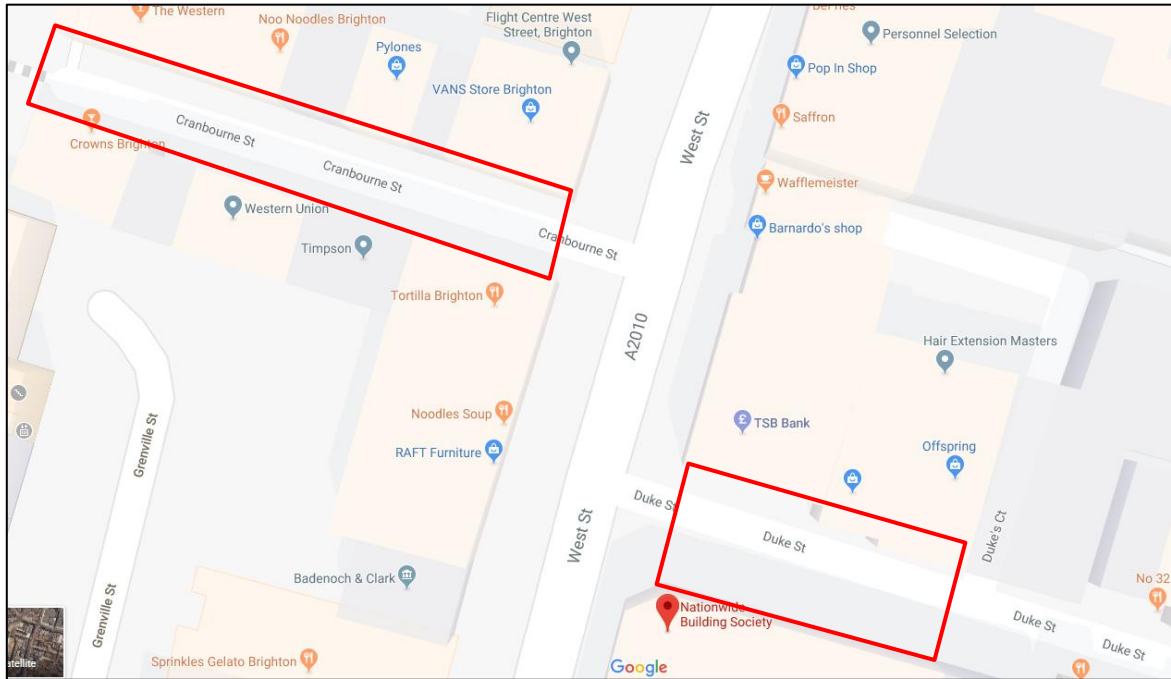 The Western
Noo Noodles Brighton
Flight Centre West
Street, Brighton
Personnel Selection
Pylones
Pop In Shop
VANS Store Brighton
Saffron
West St
Cranbourne St
Crowns Brighton
Cranbourne St
Wafflemeister
Western Union
Barnardo's shop
Cranbourne St
Timpson
Tortilla Brighton
A2010
Hair Extension Masters
Noodles Soup
TSB Bank
Grenville St
RAFT Furniture
Offspring
Duke St
West St
Duke St
Duke's Ct
Badenoch & Clark
No 32
Grenville St
Nationwide
Building Society
Duke St
Duke St
Sprinkles Gelato Brighton
Google